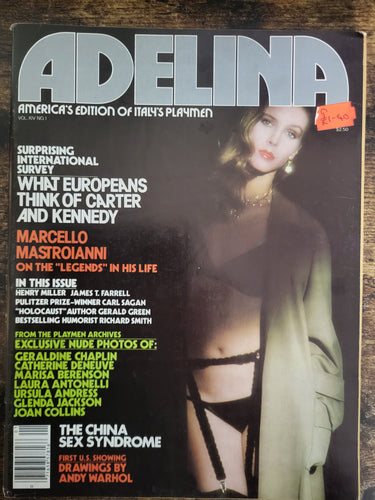 ADELINA
AMERICA'S EDITION OF ITALY'S PLAYMEN
VOL. XIV NO. 1
£1-40
$2.50
SURPRISING
INTERNATIONAL
SURVEY
WHAT EUROPEANS
THINK OF CARTER
AND KENNEDY
MARCELLO
MASTROIANNI
ON THE "LEGENDS" IN HIS LIFE
IN THIS ISSUE
HENRY MILLER JAMES T. FARRELL
PULITZER PRIZE-WINNER CARL SAGAN
"HOLOCAUST" AUTHOR GERALD GREEN
BESTSELLING HUMORIST RICHARD SMITH
FROM THE PLAYMEN ARCHIVES
EXCLUSIVE NUDE PHOTOS OF:
GERALDINE CHAPLIN
CATHERINE DENEUVE
MARISA BERENSON
LAURA ANTONELLI
URSULA ANDRESS
GLENDA JACKSON
JOAN COLLINS
THE CHINA
SEX SYNDROME
FIRST U.S. SHOWING
DRAWINGS BY
ANDY WARHOL